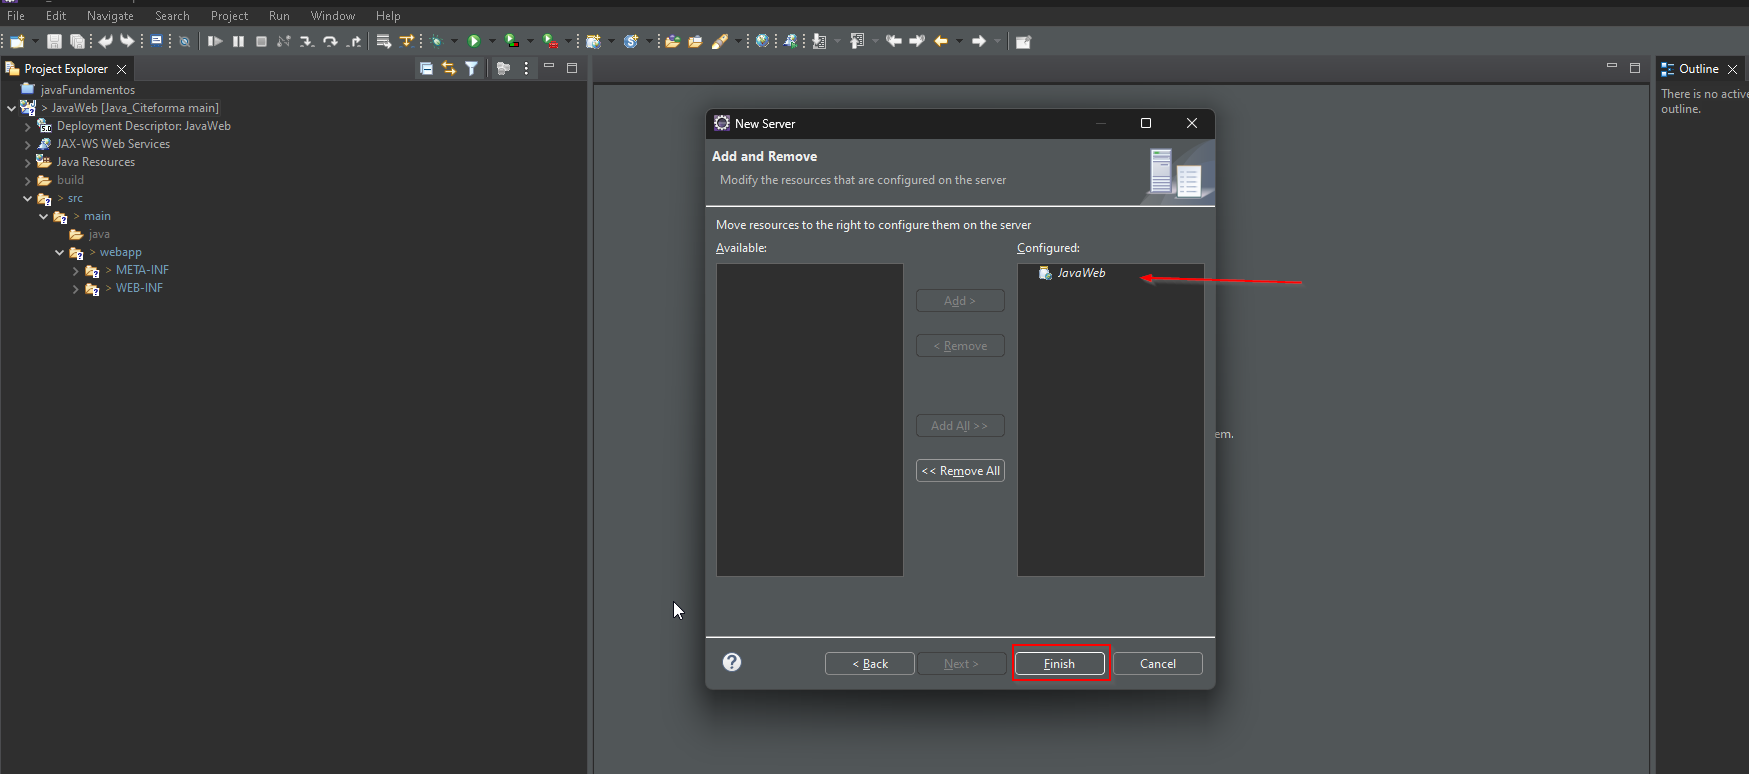 File Edit Navigate Search Project Run Window Help
Project Explorer
Outline
javaFundamentos
> JavaWeb [Java_Citeforma main]
Deployment Descriptor: JavaWeb
JAX-WS Web Services
Java Resources
build
> src
> main
java
> webapp
> META-INF
> WEB-INF
New Server
Add and Remove
Modify the resources that are configured on the server
Move resources to the right to configure them on the server
Available:
Configured:
JavaWeb
Add >
< Remove
Add All >>
<< Remove All
< Back
Next >
Finish
Cancel
em.
There is no active
outline.